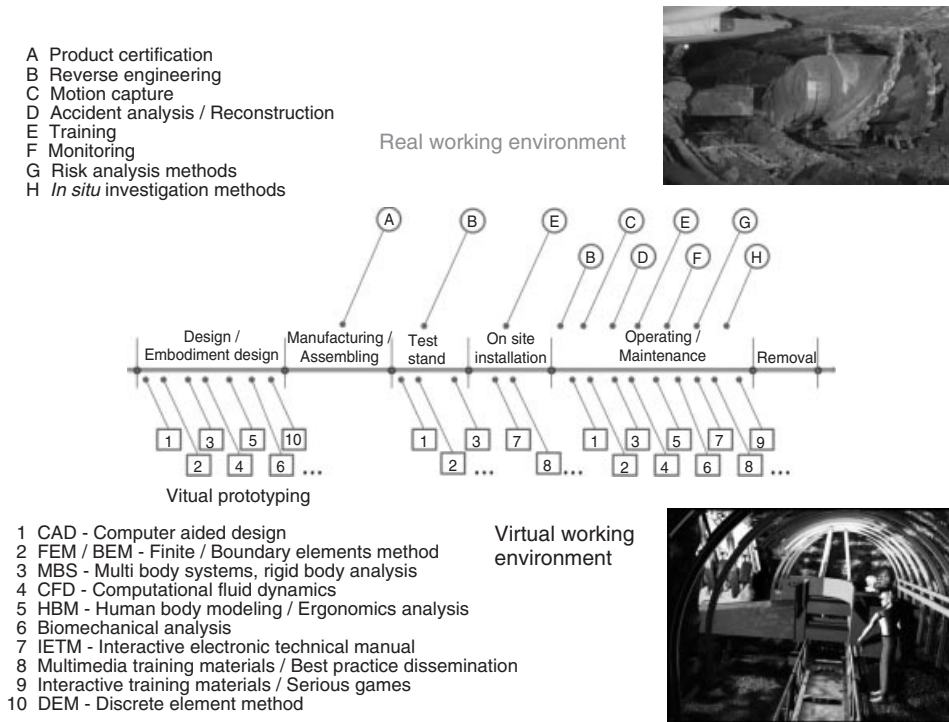 A Product certification
B Reverse engineering
C Motion capture
D Accident analysis / Reconstruction
E Training
F Monitoring
G Risk analysis methods
H In situ investigation methods
Real working environment
A B E C E G
B D F H
Design / Embodiment design
Manufacturing / Assembling
Test stand
On site installation
Operating / Maintenance
Removal
1 3 5 10 1 3 7 1 3 5 7 9
2 4 6 ... 2 ... 8 ... 2 4 6 8 ...
Vitual prototyping
1 CAD - Computer aided design
2 FEM / BEM - Finite / Boundary elements method
3 MBS - Multi body systems, rigid body analysis
4 CFD - Computational fluid dynamics
5 HBM - Human body modeling / Ergonomics analysis
6 Biomechanical analysis
7 IETM - Interactive electronic technical manual
8 Multimedia training materials / Best practice dissemination
9 Interactive training materials / Serious games
10 DEM - Discrete element method
Virtual working
environment